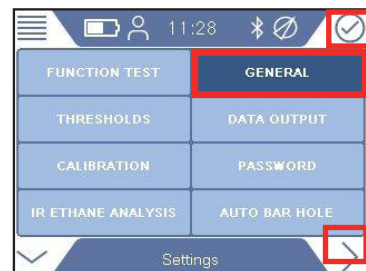 11:28
FUNCTION TEST GENERAL
THRESHOLDS DATA OUTPUT
CALIBRATION PASSWORD
IR ETHANE ANALYSIS AUTO BAR HOLE
Settings